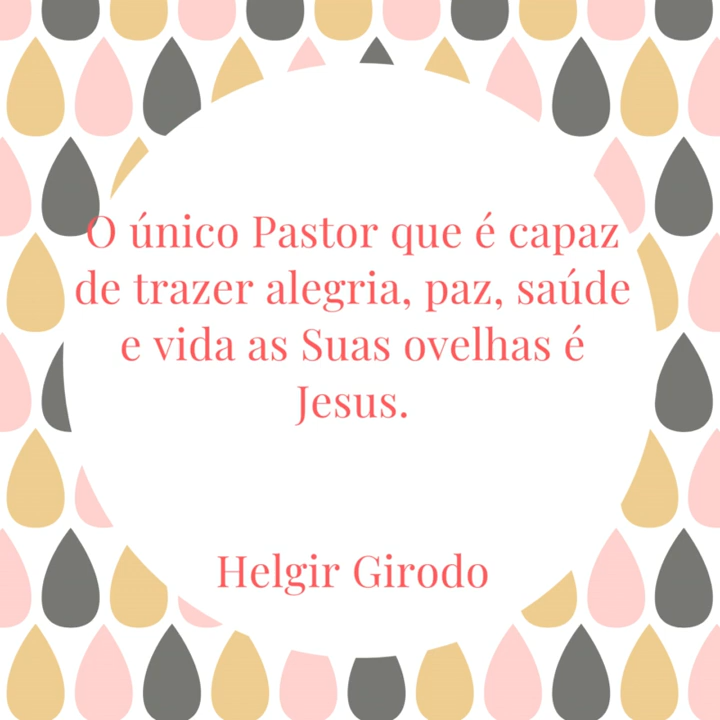 O único Pastor que é capaz
de trazer alegria, paz, saúde
e vida as Suas ovelhas é
Jesus.
Helgir Girodo